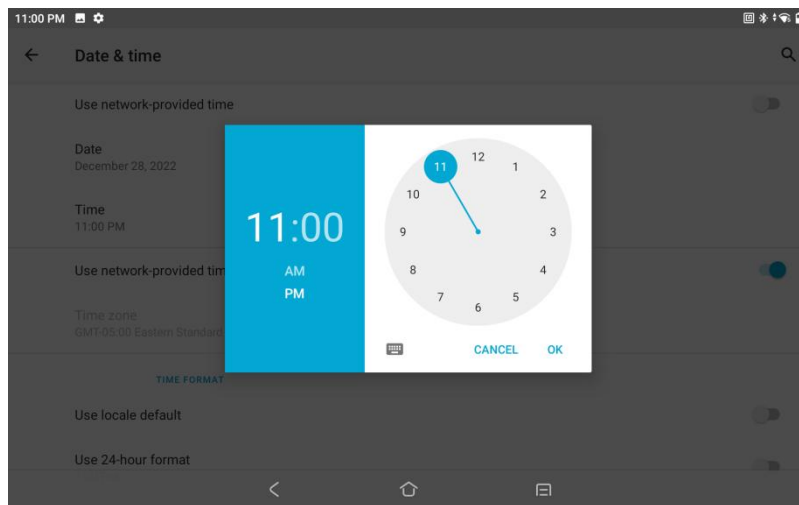 11:00 PM
Date & time
Use network-provided time
Date
December 28, 2022
Time
11:00 PM
Use network-provided tim
Time zone
GMT-05:00 Eastern Standard
TIME FORMAT
Use locale default
Use 24-hour format
11:00
AM
PM
12
1
2
3
4
5
6
7
8
9
10
11
CANCEL OK